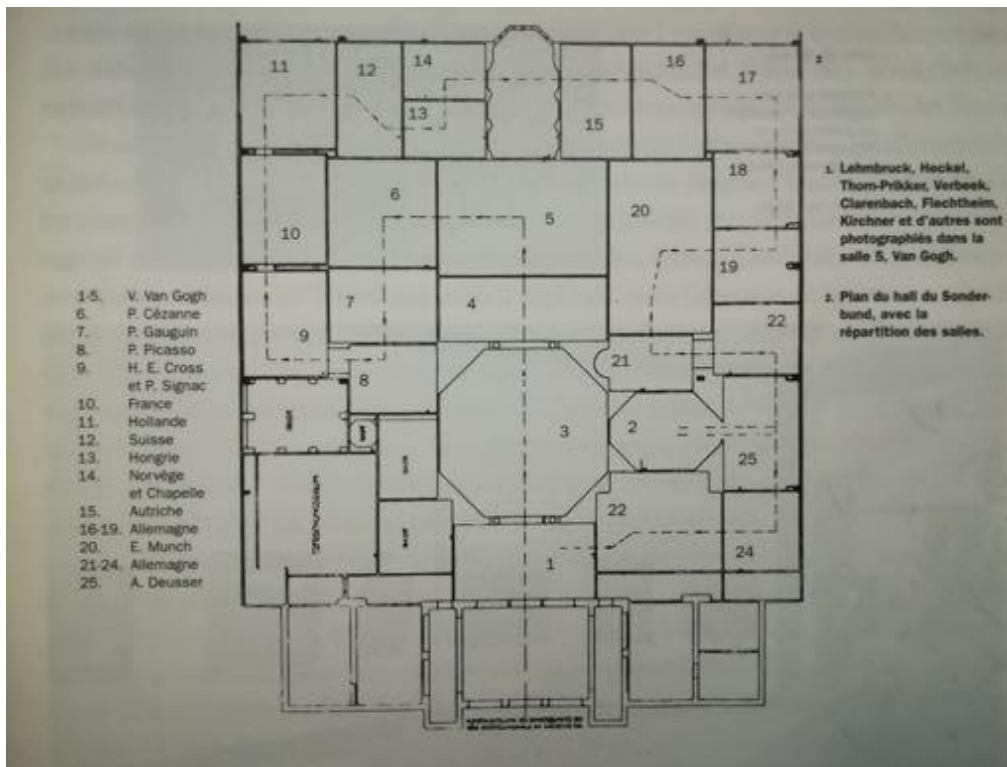 11
12
14
13
16
17
15
18
10
6
5
20
19
9
7
4
22
8
21
3
2
25
22
24
1
1-5. V. Van Gogh
6. P. Cézanne
7. P. Gauguin
8. P. Picasso
9. H. E. Cross
et P. Signac
10. France
11. Hollande
12. Suisse
13. Hongrie
14. Norvège
et Chapelle
15. Autriche
16-19. Allemagne
20. E. Munch
21-24. Allemagne
25. A. Deusser
2
1. Lehmbruck, Heckel,
Thorn-Prikker, Verbeek,
Clarenbach, Flechtheim,
Kirchner et d'autres sont
photographiés dans la
salle 5, Van Gogh.
2. Plan du hall du Sonder-
bund, avec la
répartition des salles.